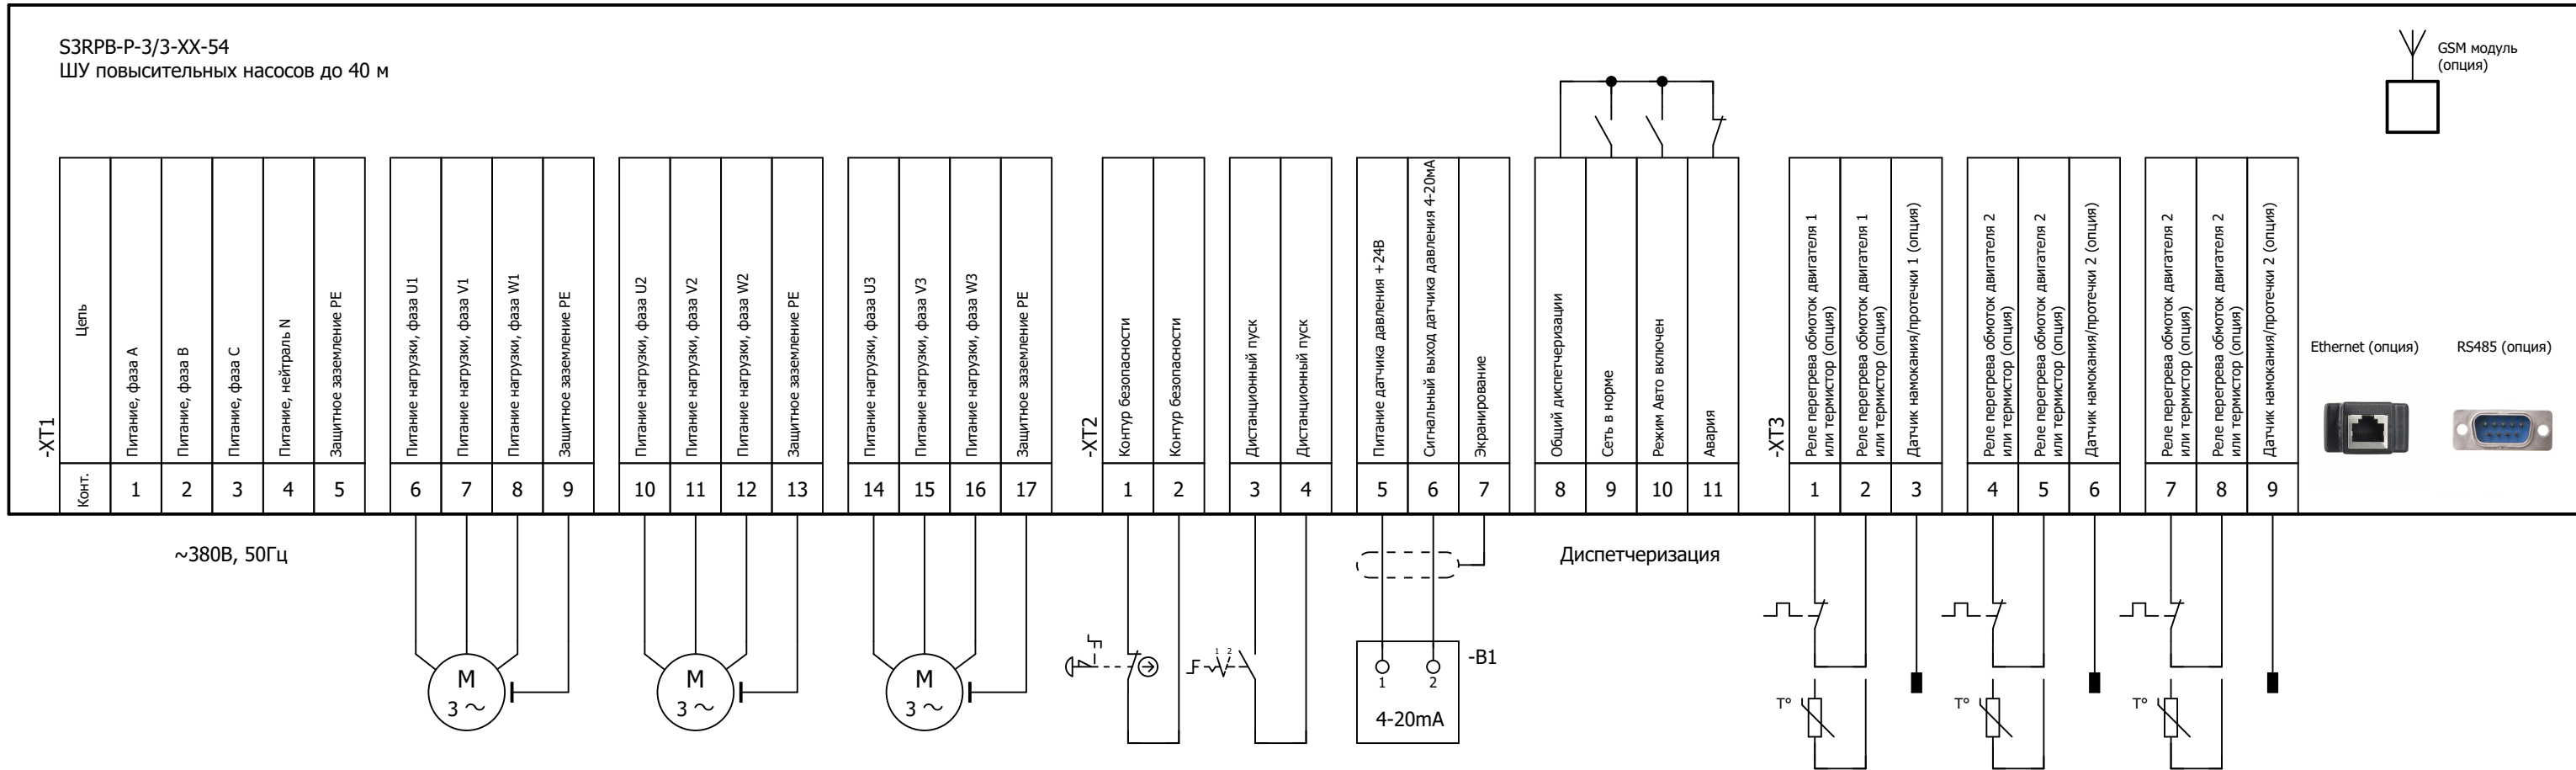 S3RPB-P-3/3-XX-54
ШУ повысительных насосов до 40 м
GSM модуль
(опция)
-XT1
Цепь
Питание, фаза A
Питание, фаза B
Питание, фаза C
Питание, нейтраль N
Защитное заземление PE
Питание нагрузки, фаза U1
Питание нагрузки, фаза V1
Питание нагрузки, фаза W1
Защитное заземление PE
Питание нагрузки, фаза U2
Питание нагрузки, фаза V2
Питание нагрузки, фаза W2
Защитное заземление PE
Питание нагрузки, фаза U3
Питание нагрузки, фаза V3
Питание нагрузки, фаза W3
Защитное заземление PE
-XT2
Контур безопасности
Контур безопасности
Дистанционный пуск
Дистанционный пуск
Питание датчика давления +24В
Сигнальный выход датчика давления 4-20мА
Экранирование
Общий диспетчеризации
Сеть в норме
Режим Авто включен
Авария
-XT3
Реле перегрева обмоток двигателя 1
или термистор (опция)
Реле перегрева обмоток двигателя 1
или термистор (опция)
Датчик намокания/протечки 1 (опция)
Реле перегрева обмоток двигателя 2
или термистор (опция)
Реле перегрева обмоток двигателя 2
или термистор (опция)
Датчик намокания/протечки 2 (опция)
Реле перегрева обмоток двигателя 2
или термистор (опция)
Реле перегрева обмоток двигателя 2
или термистор (опция)
Датчик намокания/протечки 2 (опция)
Ethernet (опция)
RS485 (опция)
Конт.
1 2 3 4 5 6 7 8 9 10 11 12 13 14 15 16 17
1 2 3 4 5 6 7 8 9 10 11
1 2 3 4 5 6 7 8 9
~380В, 50Гц
Диспетчеризация
M
3 ~
M
3 ~
M
3 ~
1 2
-B1
1 2
4-20mA
T°
T°
T°